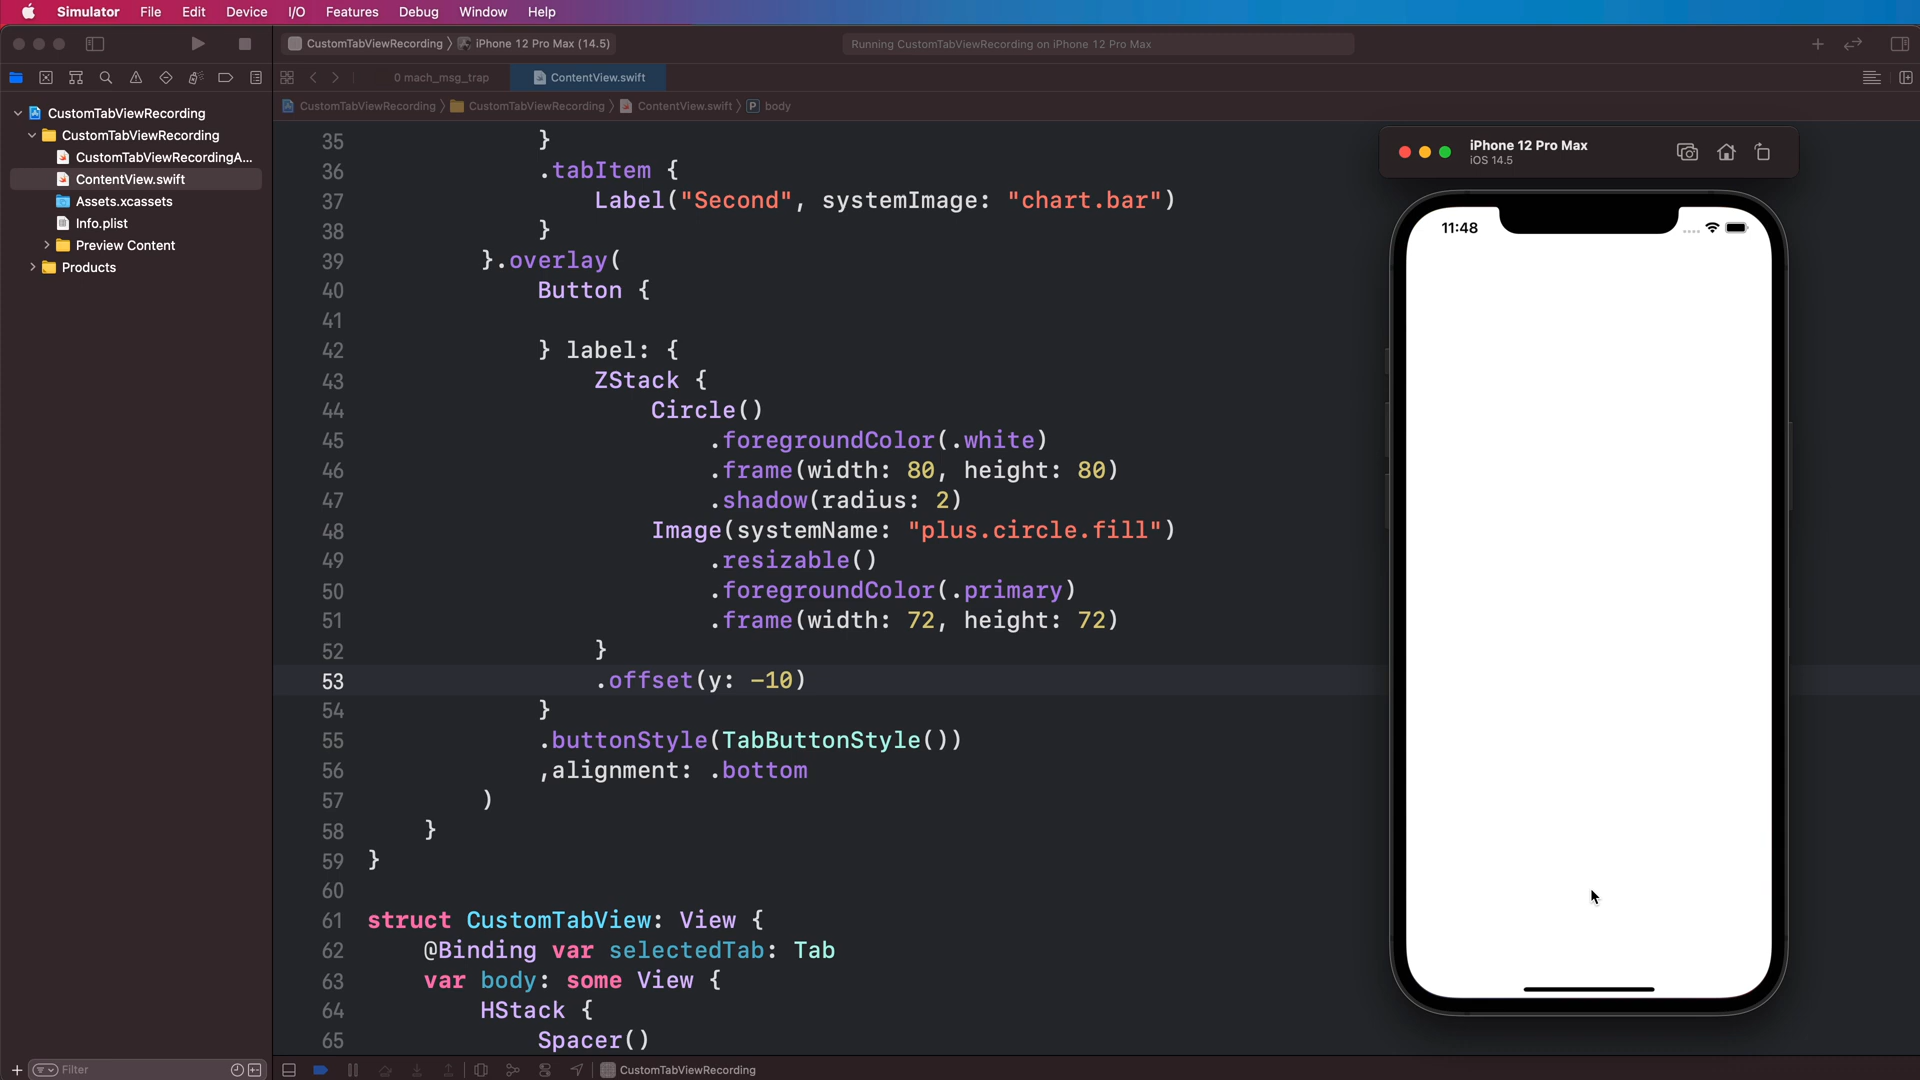 Simulator File Edit Device I/O Features Debug Window Help
CustomTabViewRecording 〉 iPhone 12 Pro Max (14.5)
Running CustomTabViewRecording on iPhone 12 Pro Max
0 mach_msg_trap
ContentView.swift
CustomTabViewRecording 〉 CustomTabViewRecording 〉 ContentView.swift 〉 P body
CustomTabViewRecording
CustomTabViewRecording
CustomTabViewRecordingA...
ContentView.swift
Assets.xcassets
Info.plist
Preview Content
Products
35 }
36 .tabItem {
37 Label("Second", systemImage: "chart.bar")
38 }
39 }.overlay(
40 Button {
41
42 } label: {
43 ZStack {
44 Circle()
45 .foregroundColor(.white)
46 .frame(width: 80, height: 80)
47 .shadow(radius: 2)
48 Image(systemName: "plus.circle.fill")
49 .resizable()
50 .foregroundColor(.primary)
51 .frame(width: 72, height: 72)
52 }
53 .offset(y: -10)
54 }
55 .buttonStyle(TabButtonStyle())
56 ,alignment: .bottom
57 )
58 }
59 }
60
61 struct CustomTabView: View {
62 @Binding var selectedTab: Tab
63 var body: some View {
64 HStack {
65 Spacer()
iPhone 12 Pro Max
iOS 14.5
11:48
Filter
CustomTabViewRecording